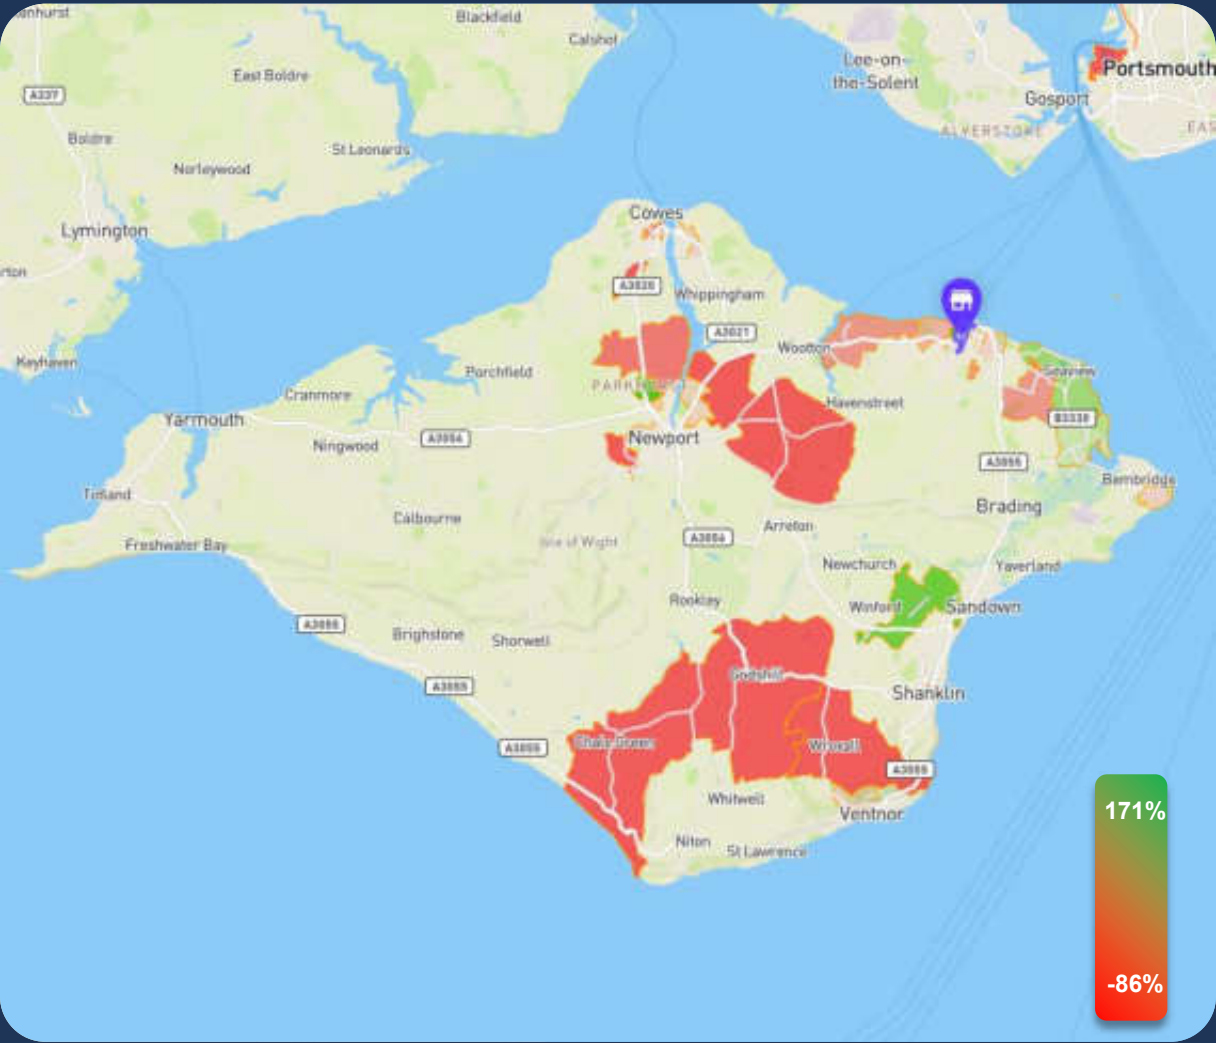 Blackfield
Calshot
Lee-on-
the-Solent
Portsmouth
East Boldre
A337
Gosport
ALVERSTOKE
EAS
Boldre
St Leonards
Norleywood
Cowes
Lymington
A3020
Whippingham
A3021
Wootton
Keyhaven
Seaview
Porchfield
Cranmore
Havenstreet
Yarmouth
B3330
A3054
Newport
Ningwood
A3055
Bembridge
Totland
Brading
Calbourne
Arreton
A3056
Isle of Wight
Freshwater Bay
Newchurch
Yaverland
Rookley
Winford
Sandown
A3055
Brighstone
Shorwell
Godshill
A3055
Shanklin
Chale Green
Wroxall
A3055
A3055
Whitwell
Ventnor
171%
Niton
St Lawrence
-86%